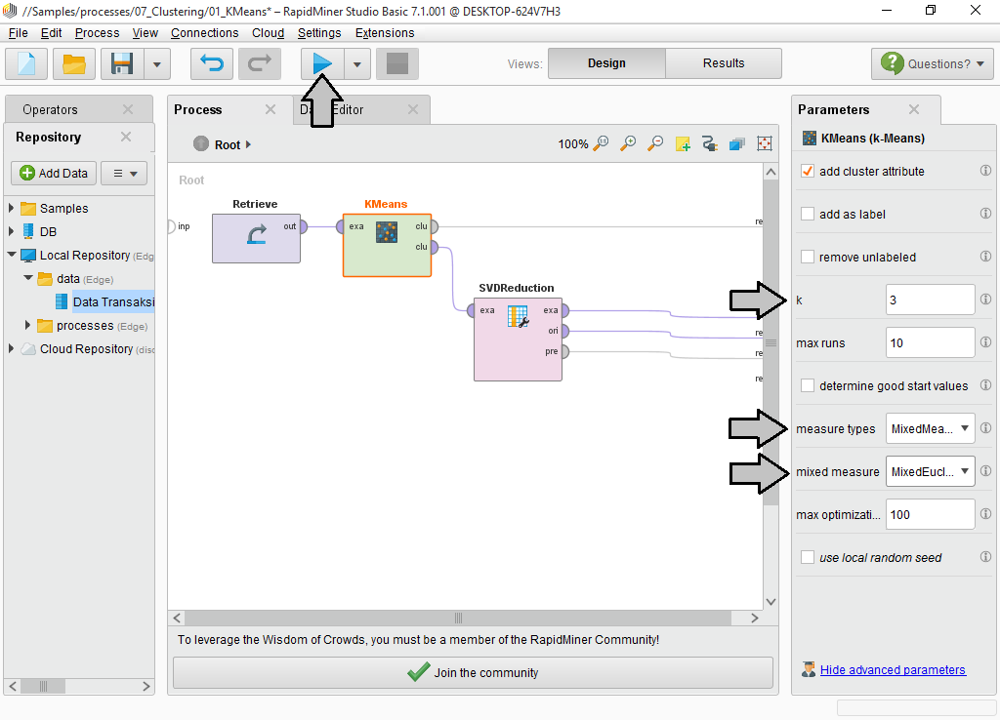 //Samples/processes/07_Clustering/01_KMeans* – RapidMiner Studio Basic 7.1.001 @ DESKTOP-624V7H3
File Edit Process View Connections Cloud Settings Extensions
Views: Design Results Questions?
Operators
Repository
Add Data
Samples
DB
Local Repository (Edg
data (Edge)
Data Transaksi
processes (Edge)
Cloud Repository (disc
Process
Editor
Root
100%
Root
inp
Retrieve
out
KMeans
exa clu
clu
SVDReduction
exa exa
ori
pre
re
re
re
re
To leverage the Wisdom of Crowds, you must be a member of the RapidMiner Community!
Join the community
Parameters
KMeans (k-Means)
add cluster attribute
add as label
remove unlabeled
k 3
max runs 10
determine good start values
measure types MixedMea...
mixed measure MixedEucl...
max optimizati... 100
use local random seed
Hide advanced parameters